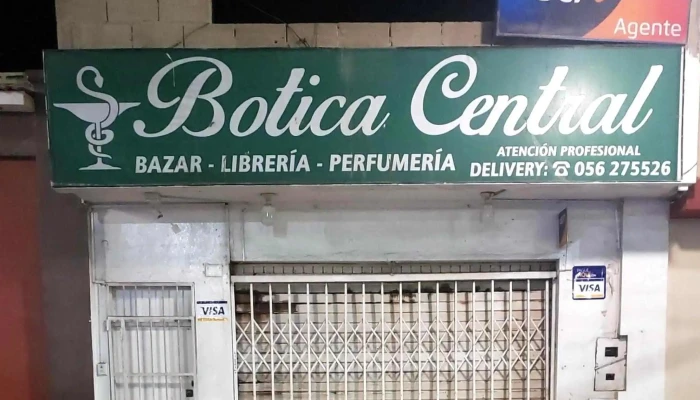 Agente
Botica Central
BAZAR - LIBRERÍA - PERFUMERÍA
ATENCIÓN PROFESIONAL
DELIVERY: ☎ 056 275526
VISA
VISA